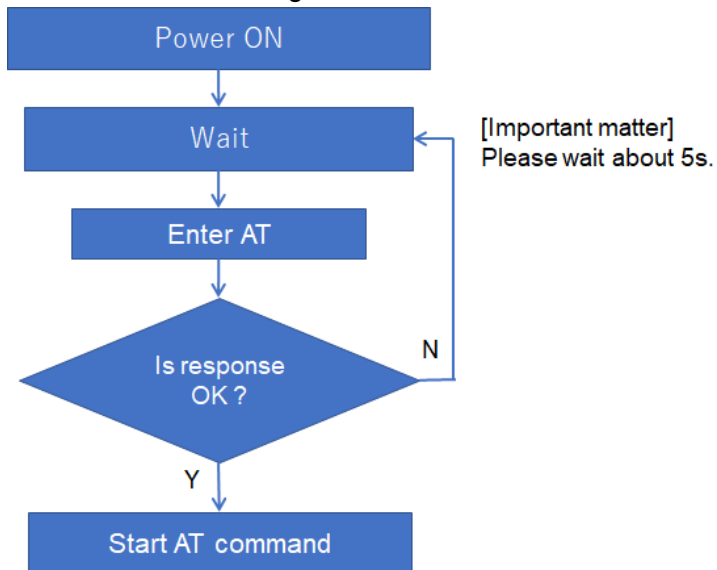 Power ON
Wait
[Important matter]
Please wait about 5s.
Enter AT
Is response
OK ?
N
Y
Start AT command